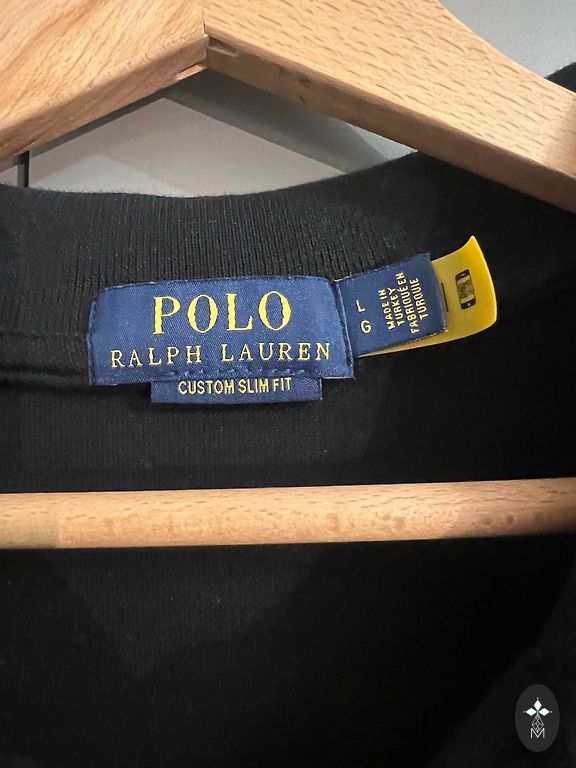 POLO
RALPH LAUREN
CUSTOM SLIM FIT
L
G
MADE IN
TURKEY
FABRIQUÉ EN
TURQUIE
M